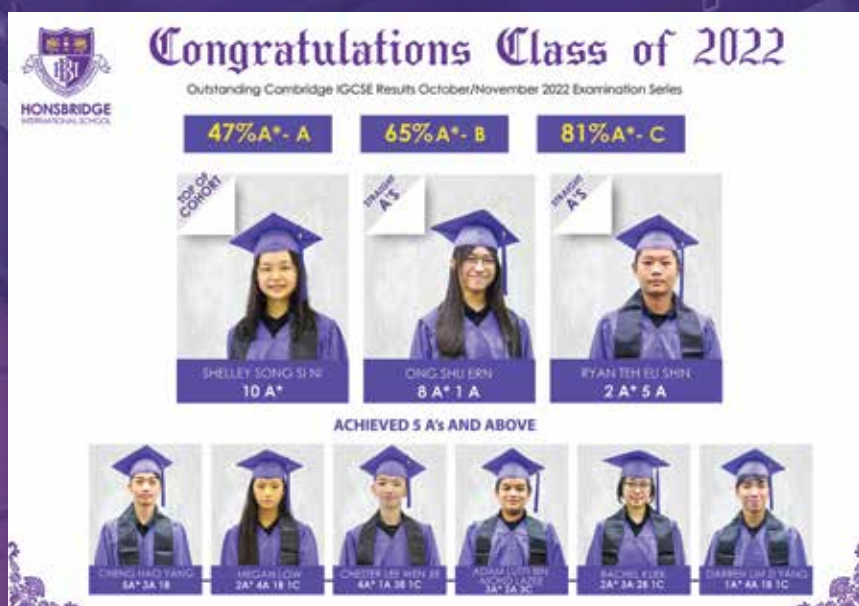 Congratulations Class of 2022
Outstanding Cambridge IGCSE Results October/November 2022 Examination Series
HONSBRIDGE
INTERNATIONAL SCHOOL
47%A*- A
65%A*- B
81%A*- C
TOP OF
COHORT
STRAIGHT
A'S
STRAIGHT
A'S
SHELLEY SONG SI NI
10 A*
ONG SHU ERN
8 A* 1 A
RYAN TEH EU SHIN
2 A* 5 A
ACHIEVED 5 A's AND ABOVE
CHENG HAO YANG
3A 1B
MEGAN LOW
2A* 4A 1B 1C
CHESTER LEE WEN JIE
1A 3B 1C
ADAM LUTFI BIN
MOHD LAZIM
3A* 2A 3C
RACHEL KUEK
2A* 3A 2B 1C
DARREN LIM ZI YANG
1A* 4A 1B 1C